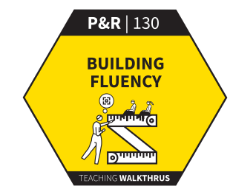 P&R | 130
BUILDING
FLUENCY
TEACHING WALKTHRUS